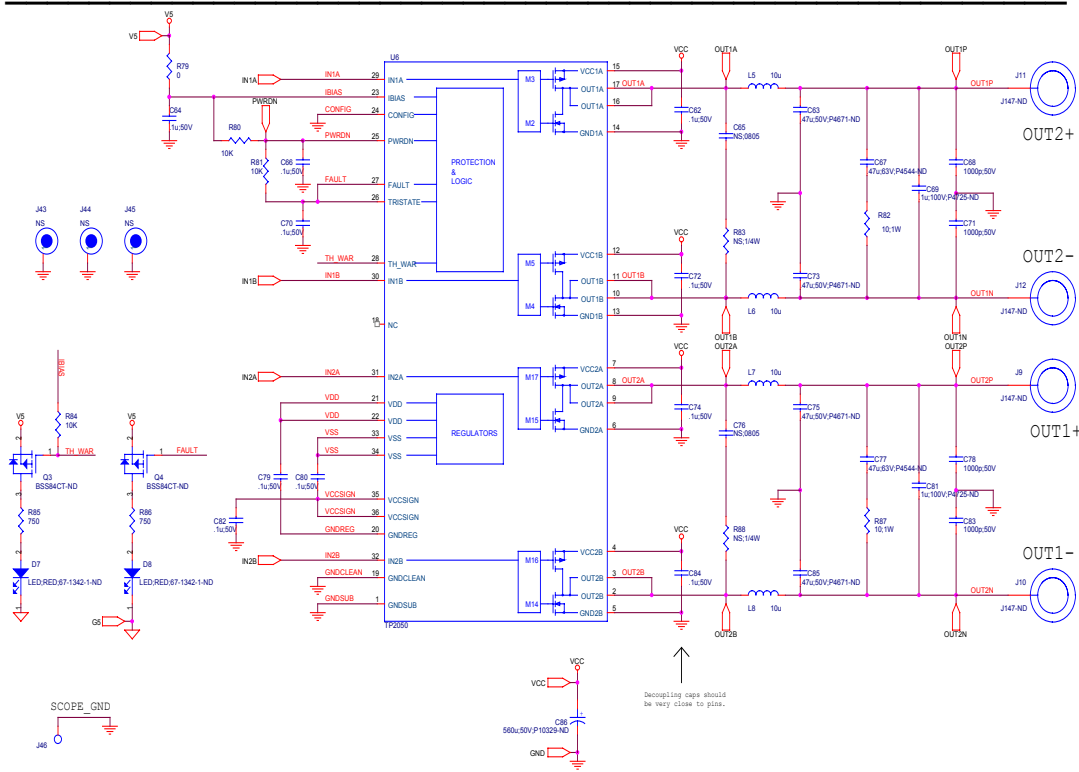 V5
V5
R79
0
IBIAS
C64
.1u;50V
R80
10K
PWRDN
R81
10K
C66
.1u;50V
C70
.1u;50V
IN1A
IN1A
IBIAS
CONFIG
PWRDN
FAULT
TH_WAR
IN1B
IN1B
U6
29
IN1A
23
IBIAS
24
CONFIG
25
PWRDN
27
FAULT
26
TRISTATE
28
TH_WAR
30
IN1B
18
NC
M3
M2
PROTECTION
&
LOGIC
M5
M4
15
VCC1A
17
OUT1A
OUT1A
16
OUT1A
14
GND1A
12
VCC1B
11
OUT1B
OUT1B
10
OUT1B
13
GND1B
VCC
C62
.1u;50V
VCC
C72
.1u;50V
OUT1A
L5
10u
C65
NS;0805
R83
NS;1/4W
C63
47u;50V;P4671-ND
C73
47u;50V;P4671-ND
C67
47u;63V;P4544-ND
R82
10;1W
C69
1u;100V;P4725-ND
C68
1000p;50V
C71
1000p;50V
OUT1P
OUT1P
J11
J147-ND
OUT2+
OUT2-
L6
10u
OUT1N
J12
J147-ND
OUT1B
OUT1N
J43
NS
J44
NS
J45
NS
IBIAS
V5
R84
10K
2
1
TH_WAR
Q3
BSS84CT-ND
3
R85
750
2
D7
LED;RED;67-1342-1-ND
1
V5
2
1
FAULT
Q4
BSS84CT-ND
3
R86
750
2
D8
LED;RED;67-1342-1-ND
1
G5
IN2A
IN2A
VDD
VDD
VSS
VSS
C79
.1u;50V
C80
.1u;50V
C82
.1u;50V
VCCSIGN
VCCSIGN
GNDREG
IN2B
IN2B
GNDCLEAN
GNDSUB
31
IN2A
21
VDD
22
VDD
33
VSS
34
VSS
35
VCCSIGN
36
VCCSIGN
20
GNDREG
32
IN2B
19
GNDCLEAN
1
GNDSUB
TP2050
M17
M15
REGULATORS
M16
M14
7
VCC2A
8
OUT2A
OUT2A
9
OUT2A
6
GND2A
4
VCC2B
3
OUT2B
OUT2B
2
OUT2B
5
GND2B
VCC
C74
.1u;50V
VCC
C84
.1u;50V
OUT2A
L7
10u
C76
NS;0805
R88
NS;1/4W
C75
47u;50V;P4671-ND
C85
47u;50V;P4671-ND
C77
47u;63V;P4544-ND
R87
10;1W
C81
1u;100V;P4725-ND
C78
1000p;50V
C83
1000p;50V
OUT2P
OUT2P
J9
J147-ND
OUT1+
OUT1-
L8
10u
OUT2N
J10
J147-ND
OUT2B
OUT2N
Decoupling caps should
be very close to pins.
VCC
VCC
C86
+
560u;50V;P10329-ND
GND
SCOPE_GND
J46